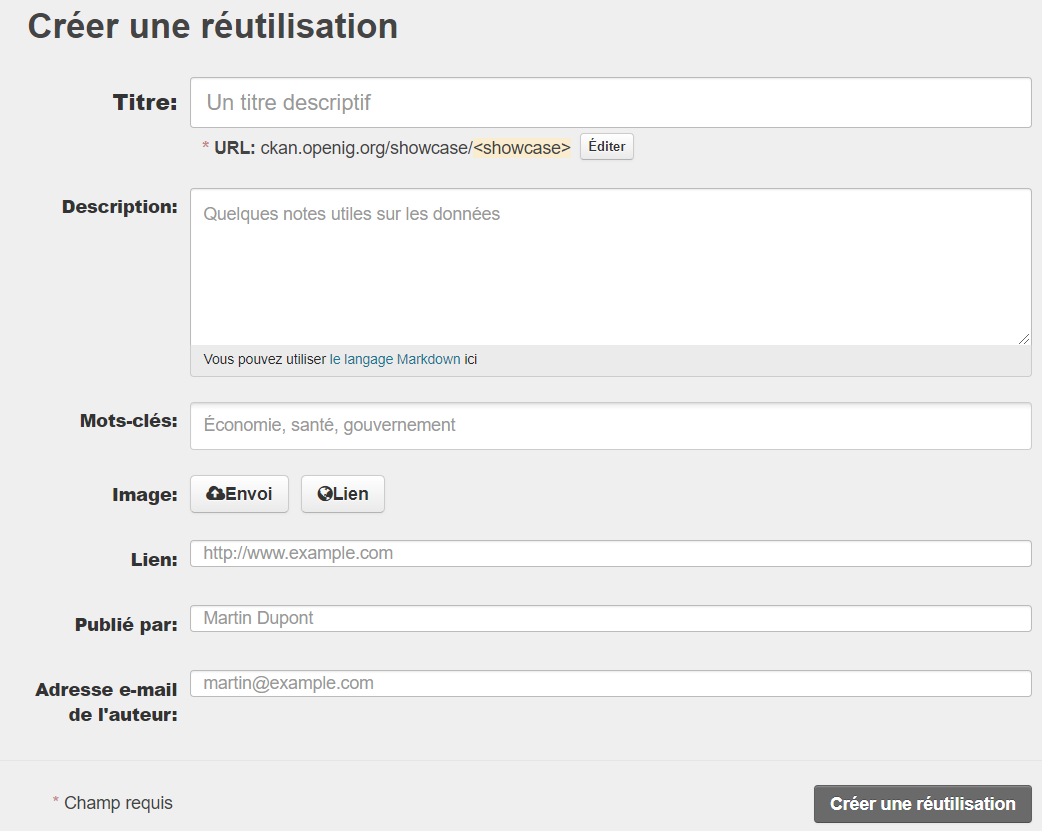 Créer une réutilisation
Titre: Un titre descriptif
* URL: ckan.openig.org/showcase/<showcase> Éditer
Description: Quelques notes utiles sur les données
Vous pouvez utiliser le langage Markdown ici
Mots-clés: Économie, santé, gouvernement
Image: Envoi Lien
Lien: http://www.example.com
Publié par: Martin Dupont
Adresse e-mail martin@example.com
de l'auteur:
* Champ requis Créer une réutilisation